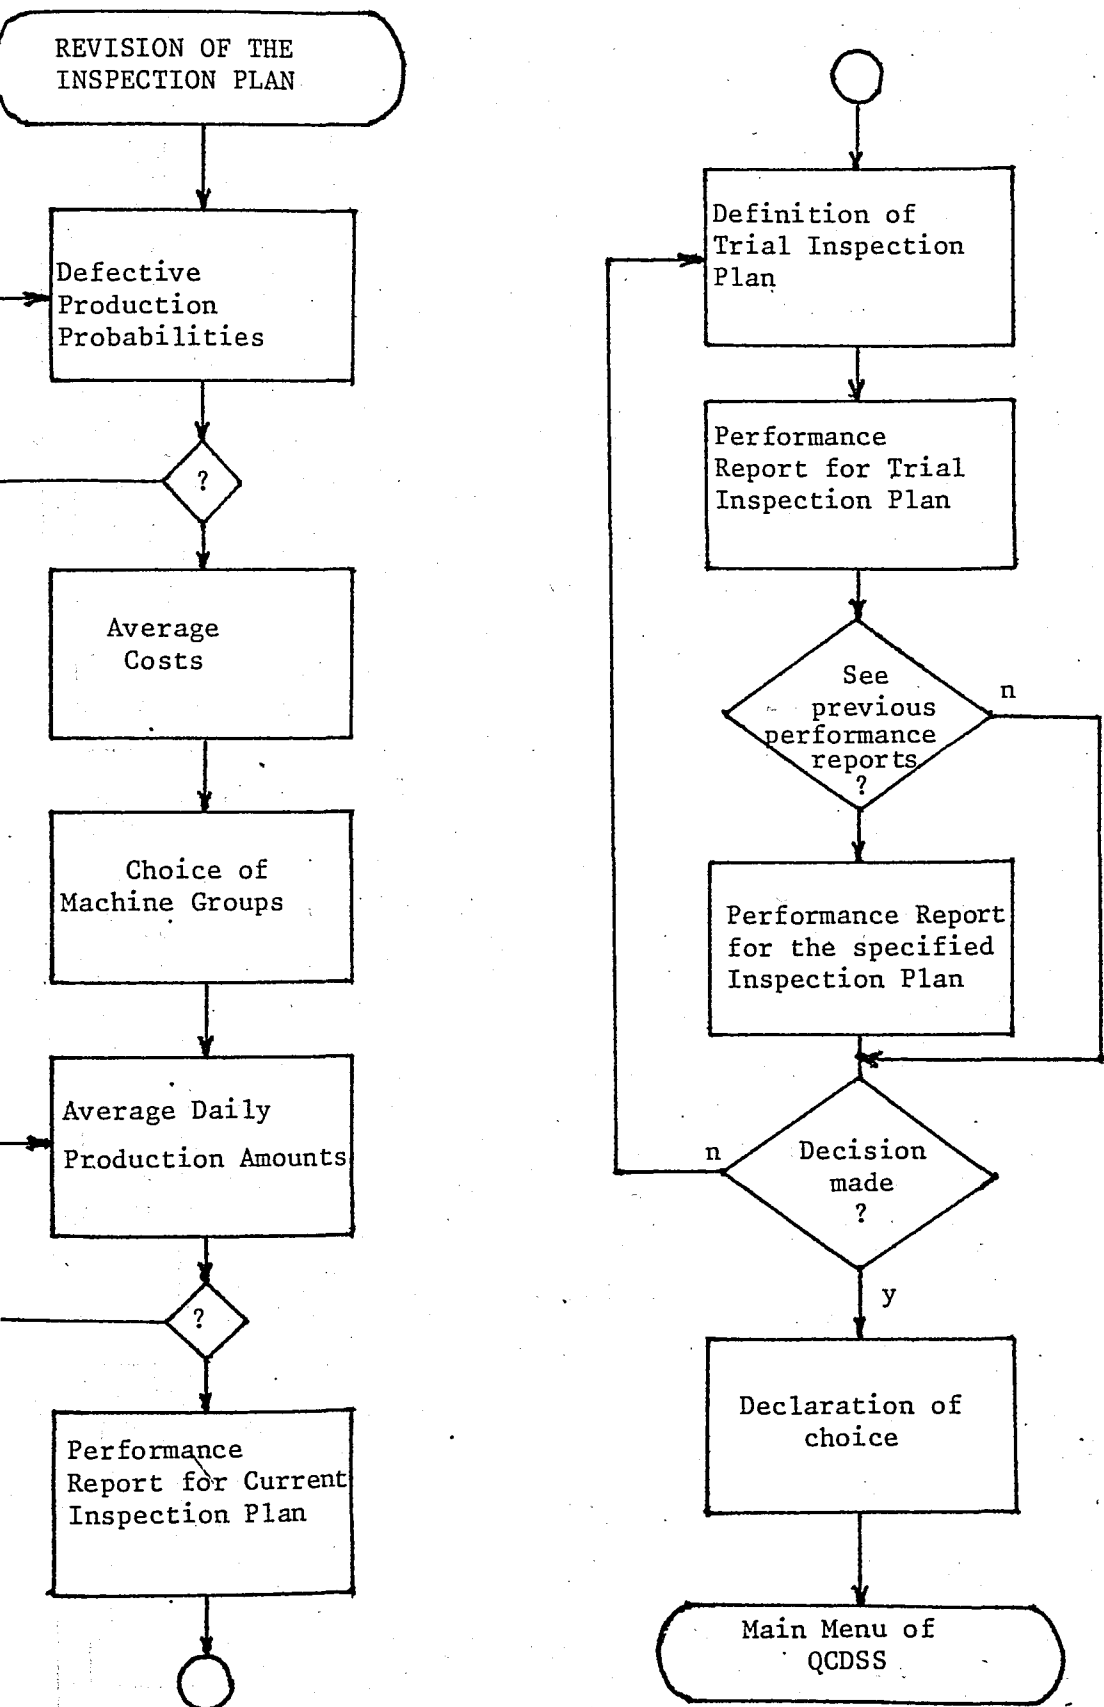 REVISION OF THE
INSPECTION PLAN
Defective
Production
Probabilities
?
Average
Costs
Choice of
Machine Groups
Average Daily
Production Amounts
?
Performance
Report for Current
Inspection Plan
Definition of
Trial Inspection
Plan
Performance
Report for Trial
Inspection Plan
See
previous
performance
reports
?
n
Performance Report
for the specified
Inspection Plan
n
Decision
made
?
y
Declaration of
choice
Main Menu of
QCDSS